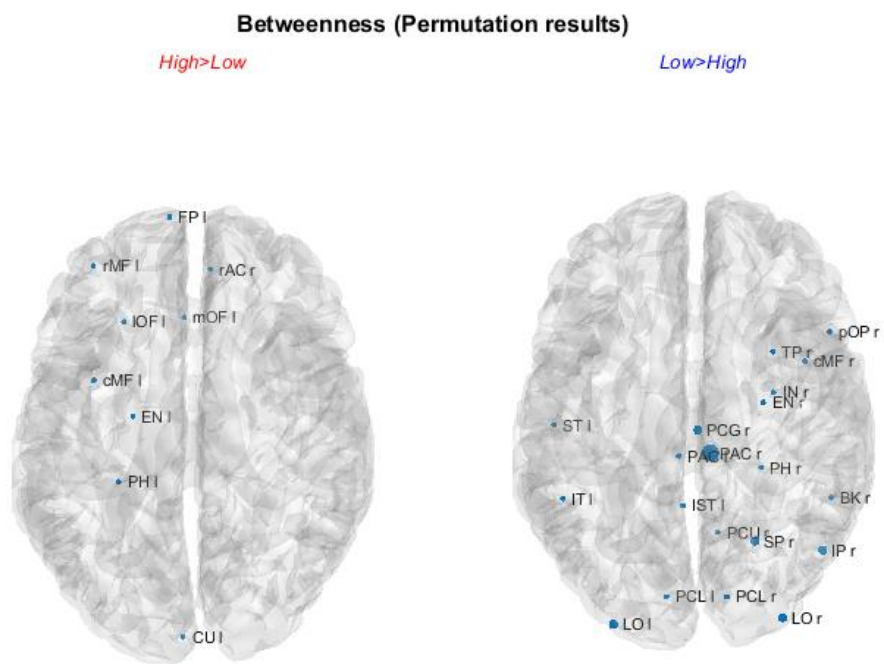 Betweenness (Permutation results)
High>Low
Low>High
FP l
rMF l
rAC r
lOF l
mOF l
cMF l
EN l
PH l
CU l
pOP r
TP r
cMF r
IN r
EN r
ST l
PCG r
PAC l
PAC r
PH r
IT l
IST l
BK r
PCU r
SP r
IP r
PCL l
PCL r
LO l
LO r